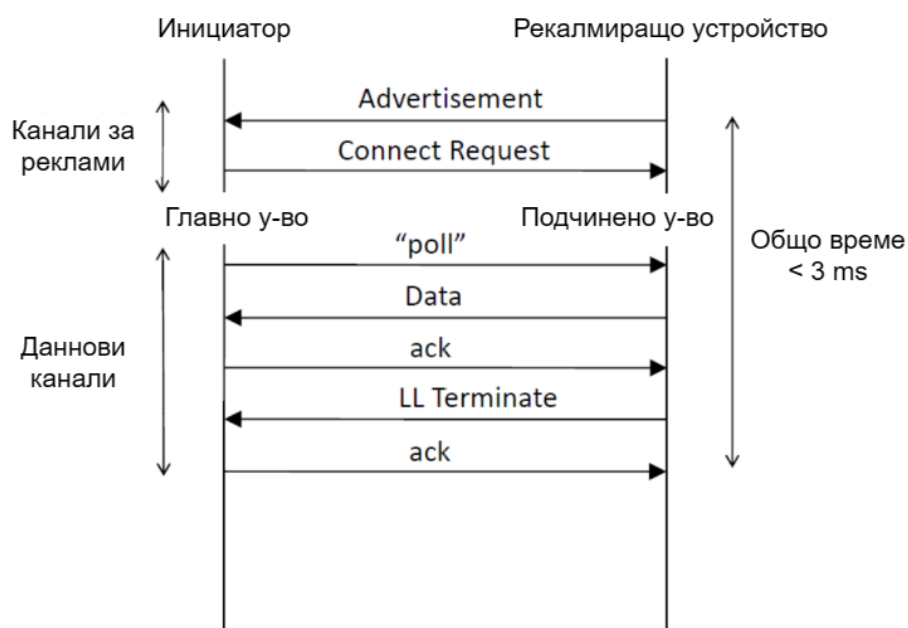 Инициатор
Рекалмиращо устройство
Advertisement
Канали за
реклами
Connect Request
Главно у-во
Подчинено у-во
“poll”
Общо време
< 3 ms
Data
Даннови
канали
ack
LL Terminate
ack